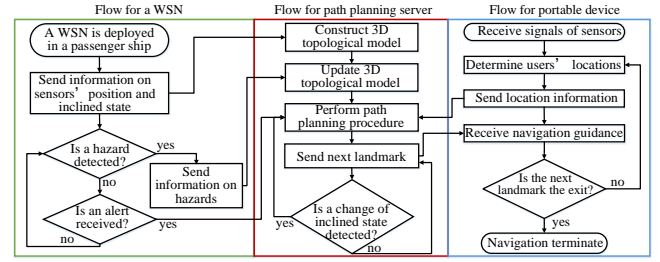 Flow for a WSN
A WSN is deployed
in a passenger ship
Send information on
sensors' position and
inclined state
Is a hazard
detected?
yes
no
Send
information on
hazards
Is an alert
received?
yes
no
Flow for path planning server
Construct 3D
topological model
Update 3D
topological model
Perform path
planning procedure
Send next landmark
Is a change of
inclined state
detected?
yes
no
Flow for portable device
Receive signals of sensors
Determine users' locations
Send location information
Receive navigation guidance
Is the next
landmark the exit?
no
yes
Navigation terminate